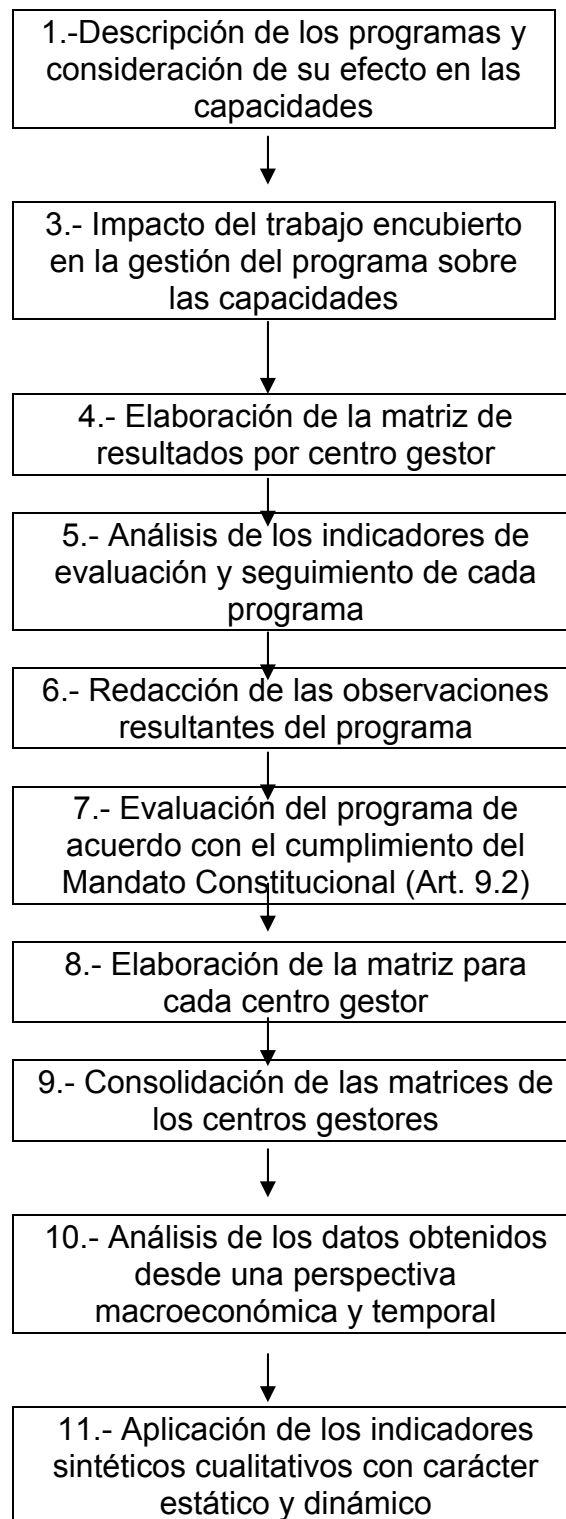 1.-Descripción de los programas y
consideración de su efecto en las
capacidades
3.- Impacto del trabajo encubierto
en la gestión del programa sobre
las capacidades
4.- Elaboración de la matriz de
resultados por centro gestor
5.- Análisis de los indicadores de
evaluación y seguimiento de cada
programa
6.- Redacción de las observaciones
resultantes del programa
7.- Evaluación del programa de
acuerdo con el cumplimiento del
Mandato Constitucional (Art. 9.2)
8.- Elaboración de la matriz para
cada centro gestor
9.- Consolidación de las matrices de
los centros gestores
10.- Análisis de los datos obtenidos
desde una perspectiva
macroeconómica y temporal
11.- Aplicación de los indicadores
sintéticos cualitativos con carácter
estático y dinámico